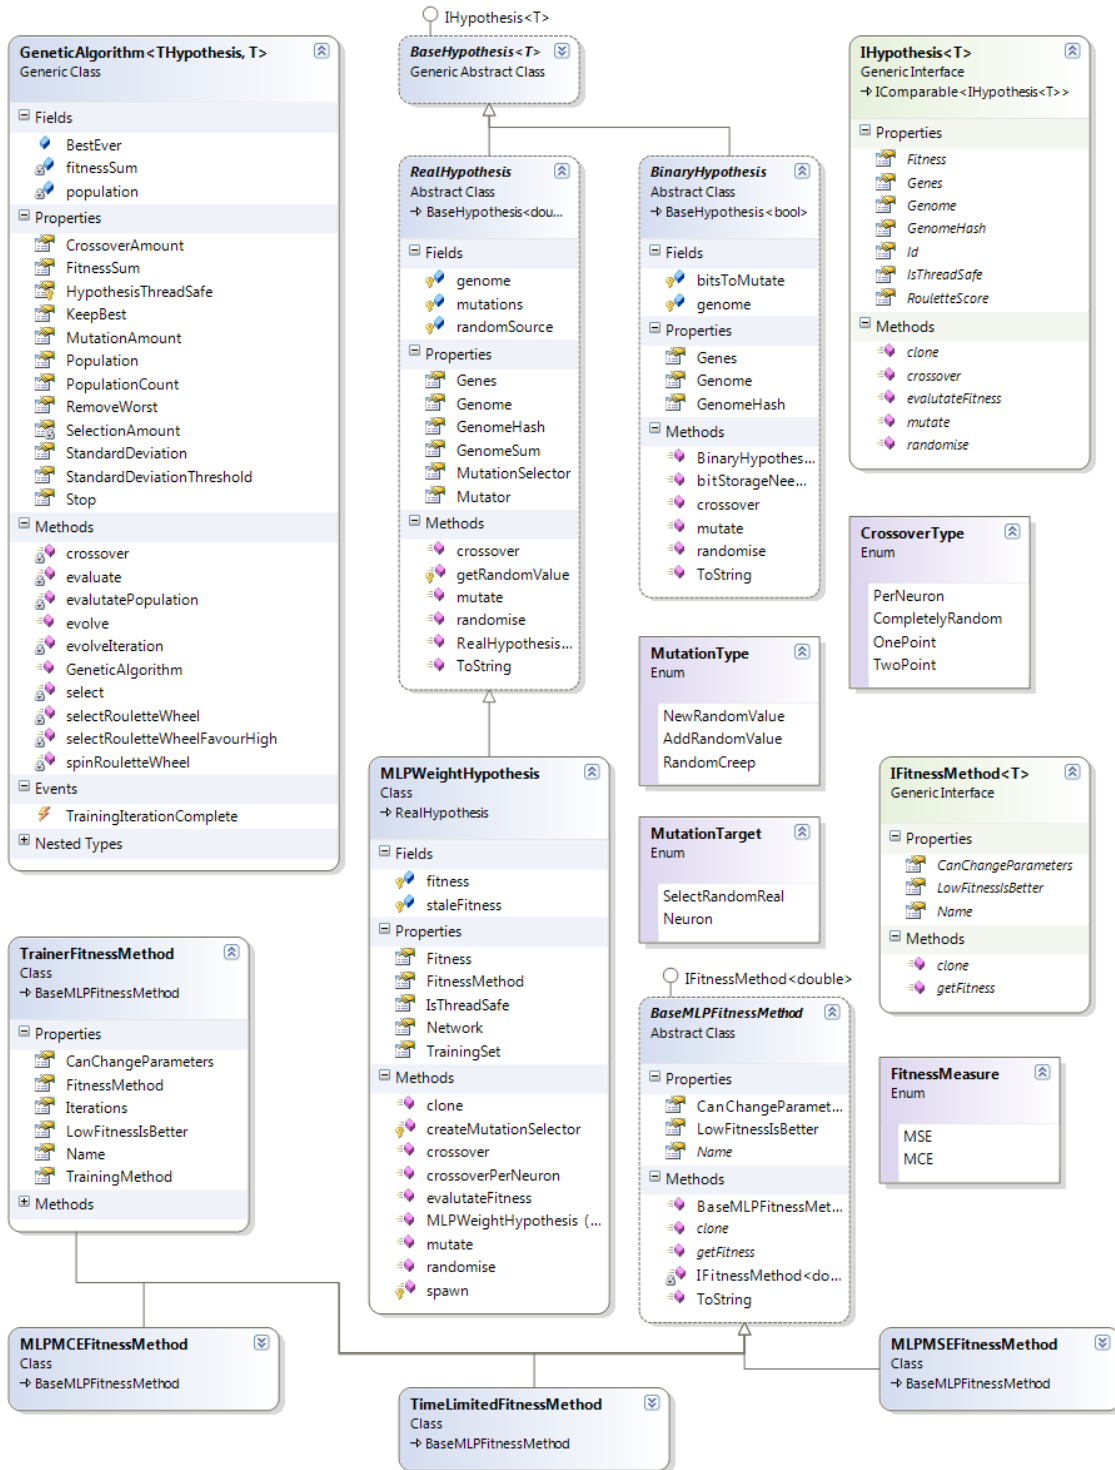 IHypothesis<T>
GeneticAlgorithm<THypothesis, T>
Generic Class
Fields
BestEver
fitnessSum
population
Properties
CrossoverAmount
FitnessSum
HypothesisThreadSafe
KeepBest
MutationAmount
Population
PopulationCount
RemoveWorst
SelectionAmount
StandardDeviation
StandardDeviationThreshold
Stop
Methods
crossover
evaluate
evalutatePopulation
evolve
evolveIteration
GeneticAlgorithm
select
selectRouletteWheel
selectRouletteWheelFavourHigh
spinRouletteWheel
Events
TrainingIterationComplete
Nested Types
BaseHypothesis<T>
Generic Abstract Class
RealHypothesis
Abstract Class
BaseHypothesis<dou...
Fields
genome
mutations
randomSource
Properties
Genes
Genome
GenomeHash
GenomeSum
MutationSelector
Mutator
Methods
crossover
getRandomValue
mutate
randomise
RealHypothesis...
ToString
BinaryHypothesis
Abstract Class
BaseHypothesis<bool>
Fields
bitsToMutate
genome
Properties
Genes
Genome
GenomeHash
Methods
BinaryHypothes...
bitStorageNee...
crossover
mutate
randomise
ToString
IHypothesis<T>
Generic Interface
IComparable<IHypothesis<T>>
Properties
Fitness
Genes
Genome
GenomeHash
Id
IsThreadSafe
RouletteScore
Methods
clone
crossover
evalutateFitness
mutate
randomise
CrossoverType
Enum
PerNeuron
CompletelyRandom
OnePoint
TwoPoint
MutationType
Enum
NewRandomValue
AddRandomValue
RandomCreep
MLPWeightHypothesis
Class
RealHypothesis
Fields
fitness
staleFitness
Properties
Fitness
FitnessMethod
IsThreadSafe
Network
TrainingSet
Methods
clone
createMutationSelector
crossover
crossoverPerNeuron
evalutateFitness
MLPWeightHypothesis (...
mutate
randomise
spawn
MutationTarget
Enum
SelectRandomReal
Neuron
IFitnessMethod<T>
Generic Interface
Properties
CanChangeParameters
LowFitnessIsBetter
Name
Methods
clone
getFitness
TrainerFitnessMethod
Class
BaseMLPFitnessMethod
Properties
CanChangeParameters
FitnessMethod
Iterations
LowFitnessIsBetter
Name
TrainingMethod
Methods
IFitnessMethod<double>
BaseMLPFitnessMethod
Abstract Class
Properties
CanChangeParamet...
LowFitnessIsBetter
Name
Methods
BaseMLPFitnessMet...
clone
getFitness
IFitnessMethod<do...
ToString
FitnessMeasure
Enum
MSE
MCE
MLPMCEFitnessMethod
Class
BaseMLPFitnessMethod
TimeLimitedFitnessMethod
Class
BaseMLPFitnessMethod
MLPMSEFitnessMethod
Class
BaseMLPFitnessMethod